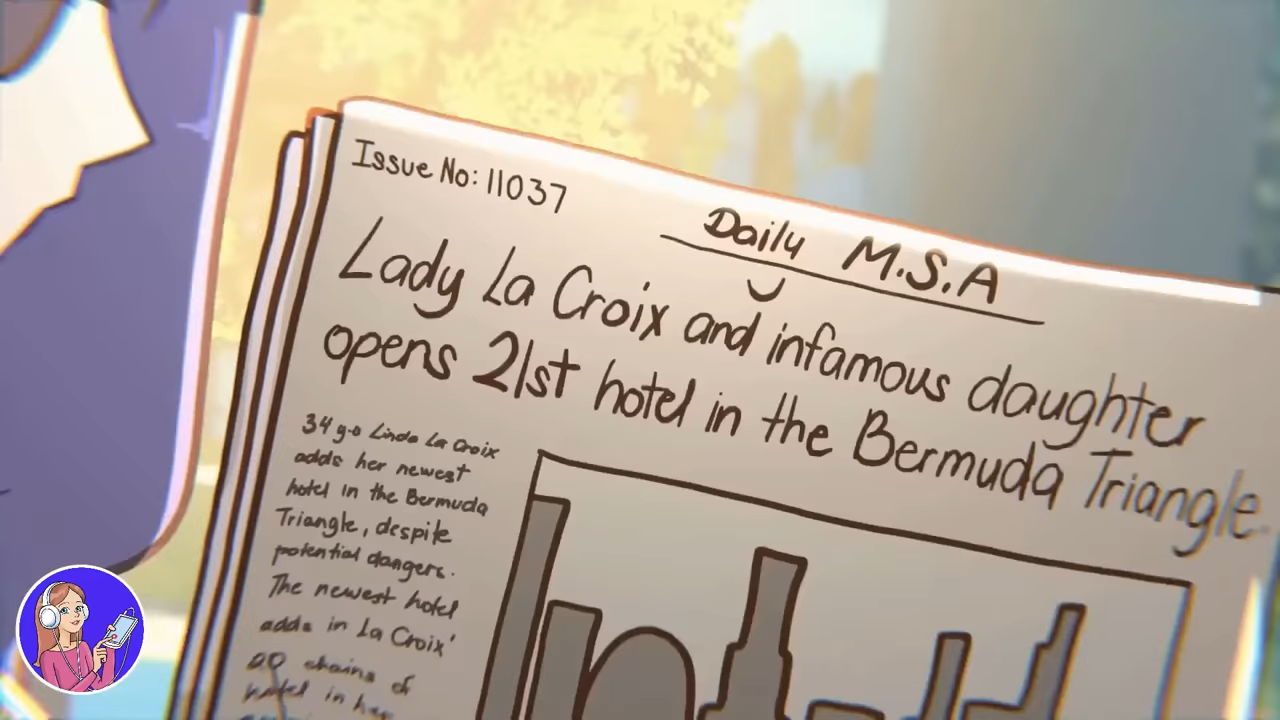 Issue No: 11037
Daily M.S.A
Lady La Croix and infamous daughter
opens 21st hotel in the Bermuda Triangle.
34 y.o Linda La Croix
adds her newest
hotel in the Bermuda
Triangle, despite
potential dangers.
The newest hotel
adds in La Croix'
chains of
hotel in her